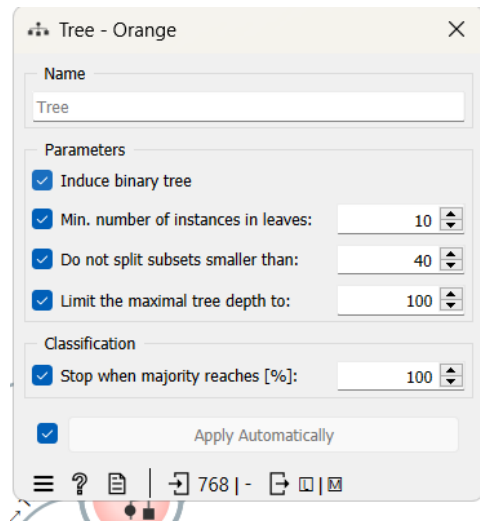 Tree - Orange
Name
Tree
Parameters
Induce binary tree
Min. number of instances in leaves: 10
Do not split subsets smaller than: 40
Limit the maximal tree depth to: 100
Classification
Stop when majority reaches [%]: 100
Apply Automatically
? 768 | - L | M